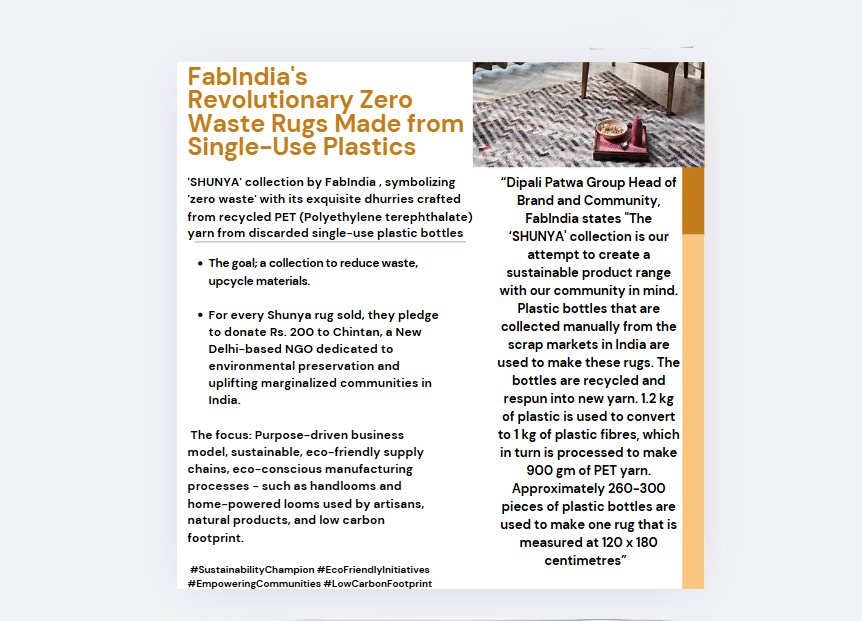 FabIndia's
Revolutionary Zero
Waste Rugs Made from
Single-Use Plastics
'SHUNYA' collection by FabIndia , symbolizing
'zero waste' with its exquisite dhurries crafted
from recycled PET (Polyethylene terephthalate)
yarn from discarded single-use plastic bottles
• The goal; a collection to reduce waste,
upcycle materials.
• For every Shunya rug sold, they pledge
to donate Rs. 200 to Chintan, a New
Delhi-based NGO dedicated to
environmental preservation and
uplifting marginalized communities in
India.
The focus: Purpose-driven business
model, sustainable, eco-friendly supply
chains, eco-conscious manufacturing
processes - such as handlooms and
home-powered looms used by artisans,
natural products, and low carbon
footprint.
#SustainabilityChampion #EcoFriendlyInitiatives
#EmpoweringCommunities #LowCarbonFootprint
“Dipali Patwa Group Head of
Brand and Community,
FabIndia states "The
‘SHUNYA' collection is our
attempt to create a
sustainable product range
with our community in mind.
Plastic bottles that are
collected manually from the
scrap markets in India are
used to make these rugs. The
bottles are recycled and
respun into new yarn. 1.2 kg
of plastic is used to convert
to 1 kg of plastic fibres, which
in turn is processed to make
900 gm of PET yarn.
Approximately 260-300
pieces of plastic bottles are
used to make one rug that is
measured at 120 x 180
centimetres”